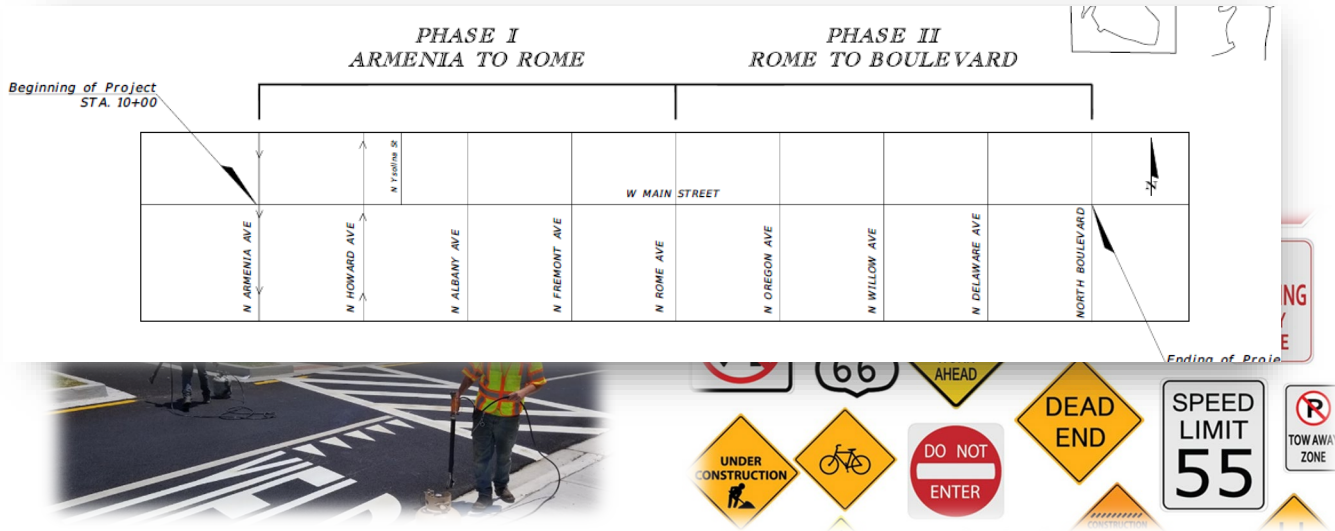 PHASE I
ARMENIA TO ROME
PHASE II
ROME TO BOULEVARD
Beginning of Project
STA. 10+00
N Ysolina St
W MAIN STREET
N ARMENIA AVE
N HOWARD AVE
N ALBANY AVE
N FREMONT AVE
N ROME AVE
N OREGON AVE
N WILLOW AVE
N DELAWARE AVE
NORTH BOULEVARD
N
Ending of Proje
NG
Y
E
66
AHEAD
DEAD
END
SPEED
LIMIT
55
P
TOW AWAY
ZONE
UNDER
CONSTRUCTION
DO NOT
ENTER
CONSTRUCTION